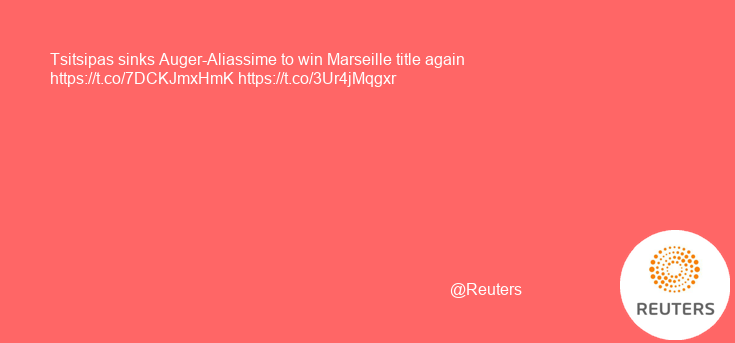 Tsitsipas sinks Auger-Aliassime to win Marseille title again
https://t.co/7DCKJmxHmK https://t.co/3Ur4jMqgxr
@Reuters
REUTERS